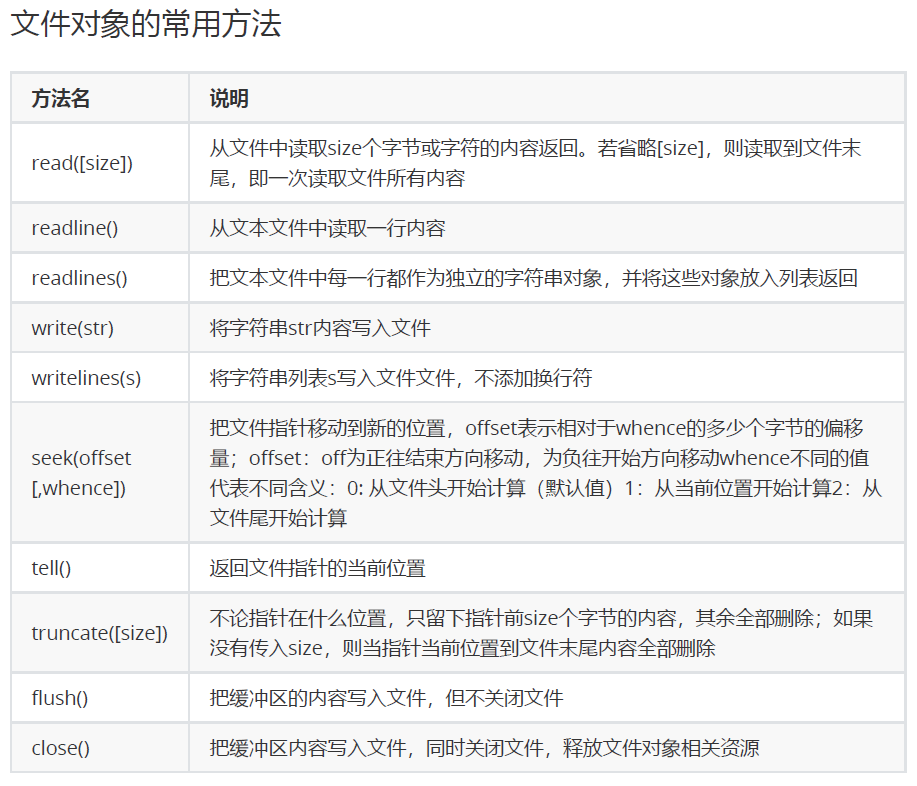 文件对象的常用方法
方法名 说明
read([size]) 从文件中读取size个字节或字符的内容返回。若省略[size]，则读取到文件末
尾，即一次读取文件所有内容
readline() 从文本文件中读取一行内容
readlines() 把文本文件中每一行都作为独立的字符串对象，并将这些对象放入列表返回
write(str) 将字符串str内容写入文件
writelines(s) 将字符串列表s写入文件文件，不添加换行符
seek(offset
[,whence])
把文件指针移动到新的位置，offset表示相对于whence的多少个字节的偏移
量；offset：off为正往结束方向移动，为负往开始方向移动whence不同的值
代表不同含义：0: 从文件头开始计算（默认值）1：从当前位置开始计算2：从
文件尾开始计算
tell() 返回文件指针的当前位置
truncate([size]) 不论指针在什么位置，只留下指针前size个字节的内容，其余全部删除；如果
没有传入size，则当指针当前位置到文件末尾内容全部删除
flush() 把缓冲区的内容写入文件，但不关闭文件
close() 把缓冲区内容写入文件，同时关闭文件，释放文件对象相关资源